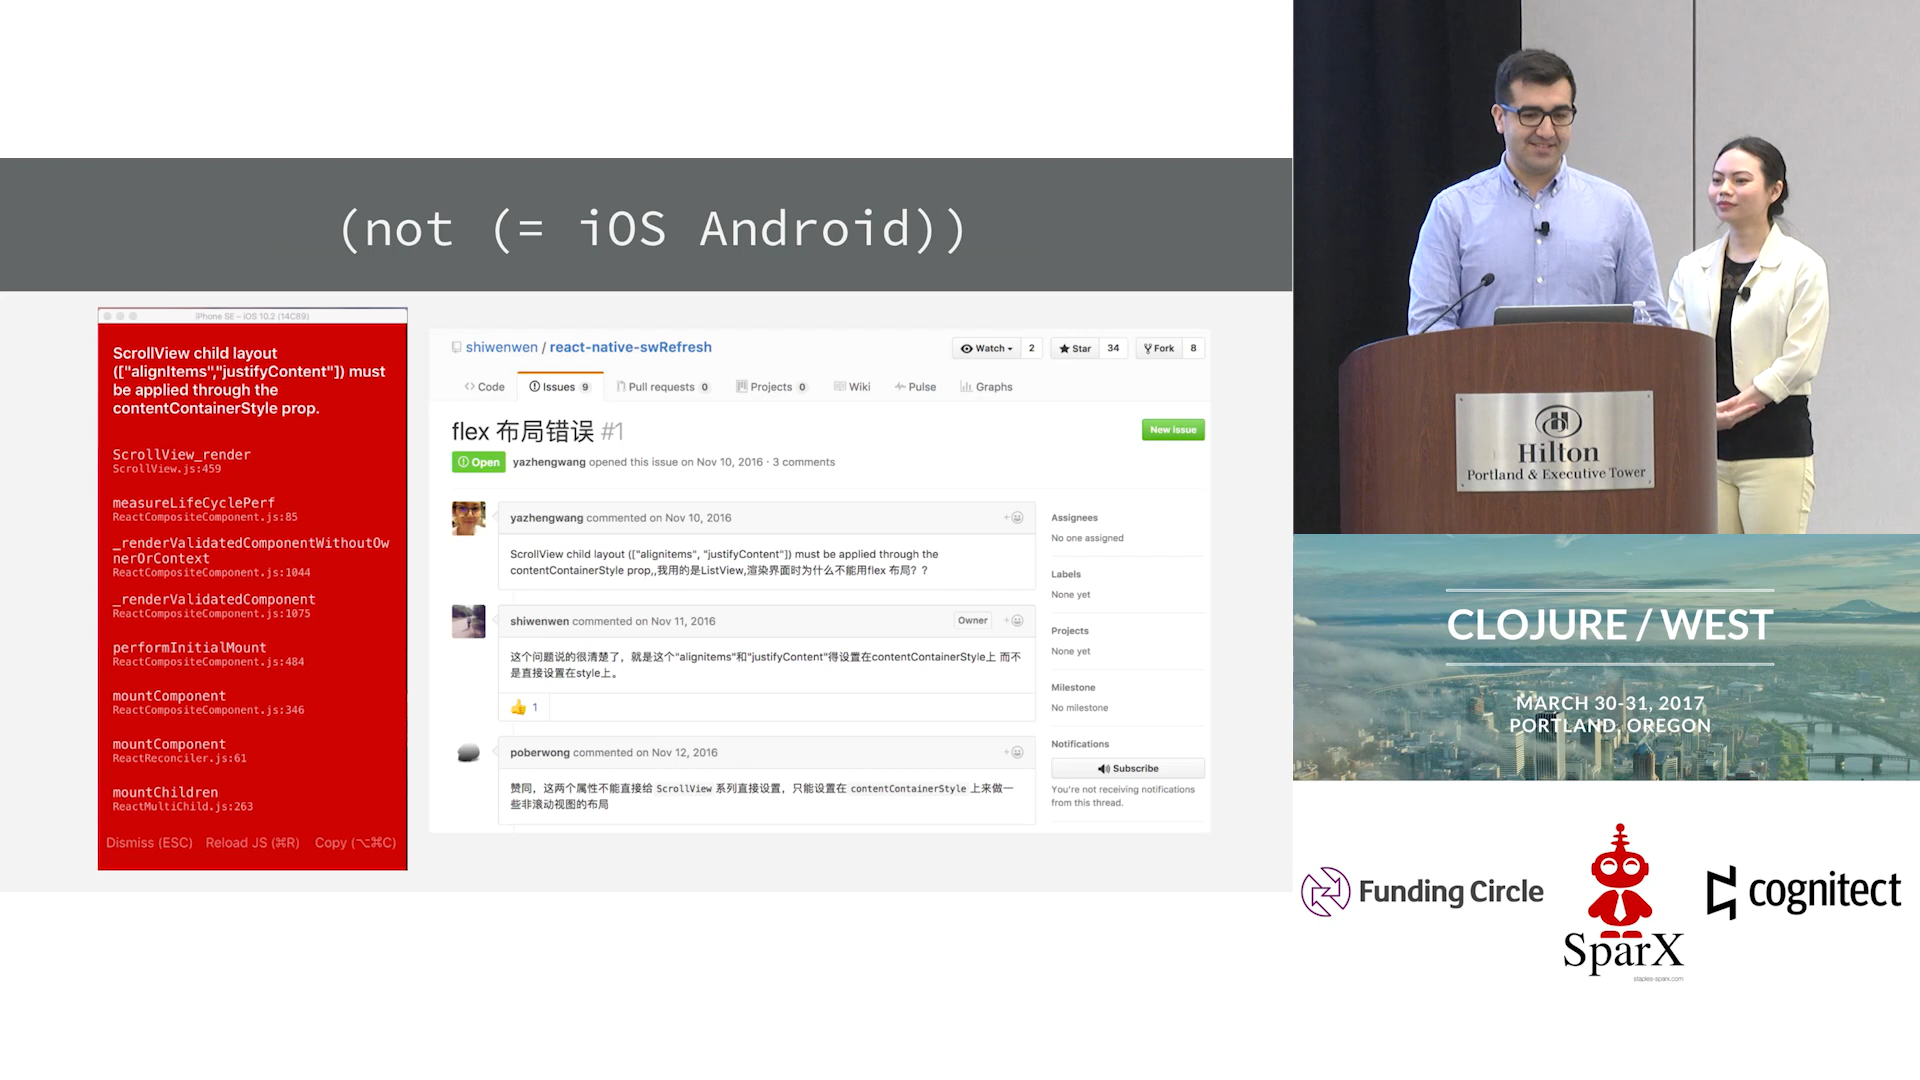 (not (= iOS Android))
iPhone SE – iOS 10.2 (14C89)
ScrollView child layout
(["alignItems","justifyContent"]) must
be applied through the
contentContainerStyle prop.
ScrollView_render
ScrollView.js:459
measureLifeCyclePerf
ReactCompositeComponent.js:85
_renderValidatedComponentWithoutOw
nerOrContext
ReactCompositeComponent.js:1044
_renderValidatedComponent
ReactCompositeComponent.js:1075
performInitialMount
ReactCompositeComponent.js:484
mountComponent
ReactCompositeComponent.js:346
mountComponent
ReactReconciler.js:61
mountChildren
ReactMultiChild.js:263
Dismiss (ESC) Reload JS (⌘R) Copy (⌥⌘C)
shiwenwen / react-native-swRefresh
Watch 2 Star 34 Fork 8
Code Issues 9 Pull requests 0 Projects 0 Wiki Pulse Graphs
flex 布局错误 #1
New issue
Open yazhengwang opened this issue on Nov 10, 2016 · 3 comments
yazhengwang commented on Nov 10, 2016
ScrollView child layout (["alignitems", "justifyContent"]) must be applied through the
contentContainerStyle prop,,我用的是ListView,渲染界面时为什么不能用flex 布局? ?
shiwenwen commented on Nov 11, 2016 Owner
这个问题说的很清楚了，就是这个"alignitems"和"justifyContent"得设置在contentContainerStyle上 而不
是直接设置在style上。
👍 1
poberwong commented on Nov 12, 2016
赞同，这两个属性不能直接给 ScrollView 系列直接设置，只能设置在 contentContainerStyle 上来做一
些非滚动视图的布局
Assignees
No one assigned
Labels
None yet
Projects
None yet
Milestone
No milestone
Notifications
Subscribe
You're not receiving notifications
from this thread.
Hilton
Portland & Executive Tower
CLOJURE / WEST
MARCH 30-31, 2017
PORTLAND, OREGON
Funding Circle
SparX
staples-sparx.com
cognitect